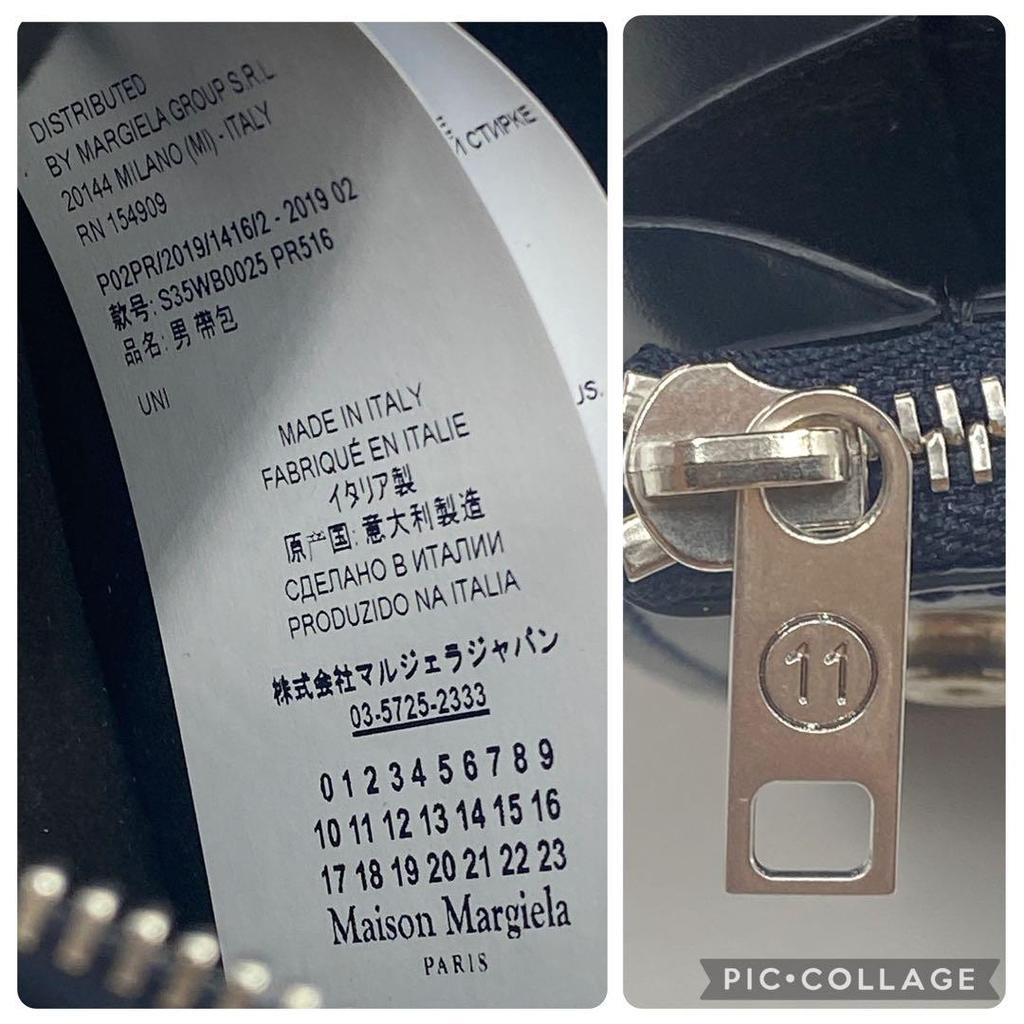 DISTRIBUTED
BY MARGIELA GROUP S.R.L
20144 MILANO (MI) - ITALY
RN 154909
P02PR/2019/1416/2 - 2019 02
款号: S35WB0025 PR516
品名: 男 帶包
UNI
MADE IN ITALY
FABRIQUÉ EN ITALIE
イタリア製
原产国: 意大利製造
СДЕЛАНО В ИТАЛИИ
PRODUZIDO NA ITALIA
株式会社マルジェラジャパン
03-5725-2333
0 1 2 3 4 5 6 7 8 9
10 11 12 13 14 15 16
17 18 19 20 21 22 23
Maison Margiela
PARIS
СТИРКЕ
US.
11
PIC•COLLAGE